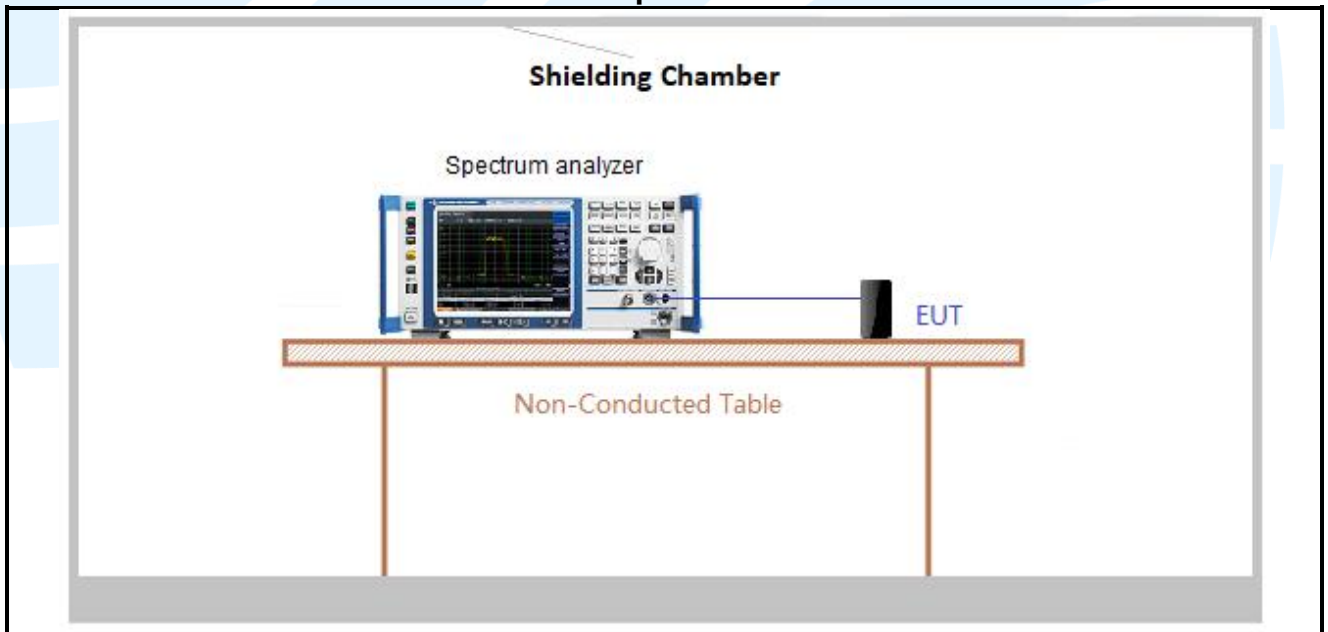 Shielding Chamber
Spectrum analyzer
EUT
Non-Conducted Table